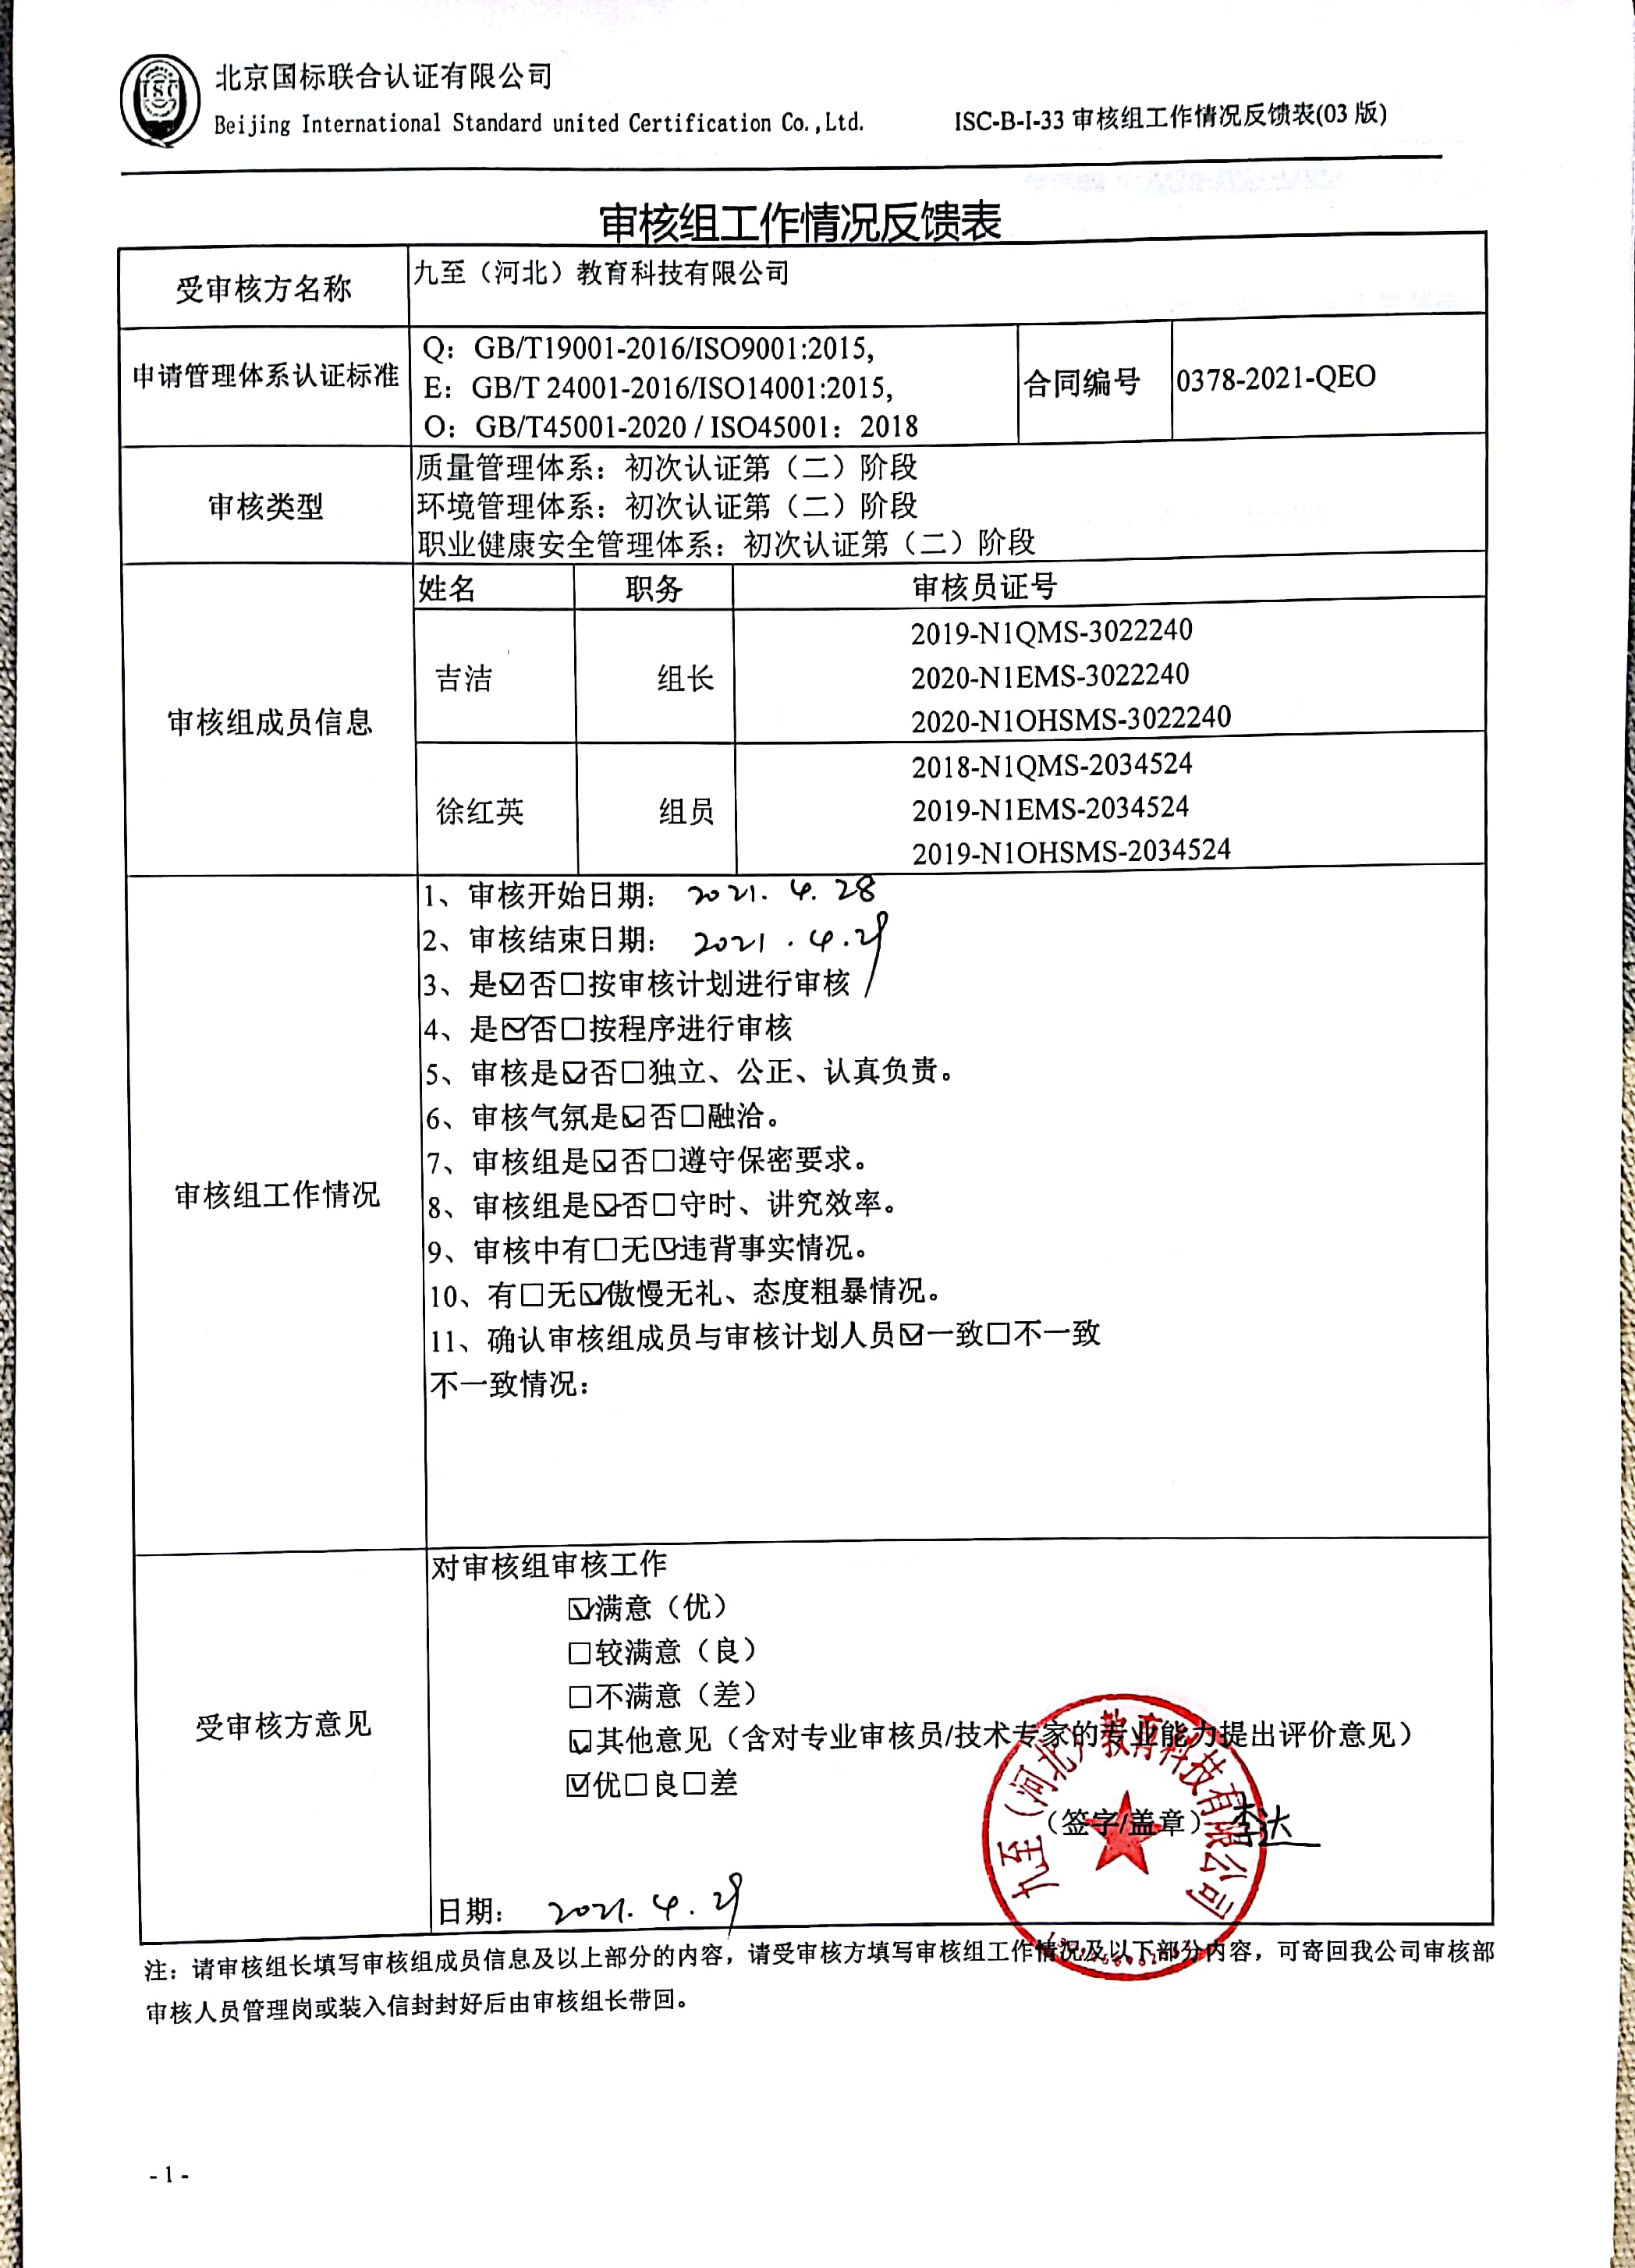 北京国标联合认证有限公司
Beijing International Standard united Certification Co.,Ltd.
ISC-B-I-33 审核组工作情况反馈表(03 版)
审核组工作情况反馈表
受审核方名称
九至（河北）教育科技有限公司
申请管理体系认证标准
Q：GB/T19001-2016/ISO9001:2015,
E：GB/T 24001-2016/ISO14001:2015,
O：GB/T45001-2020 / ISO45001：2018
合同编号
0378-2021-QEO
审核类型
质量管理体系：初次认证第（二）阶段
环境管理体系：初次认证第（二）阶段
职业健康安全管理体系：初次认证第（二）阶段
审核组成员信息
姓名 职务 审核员证号
吉洁 组长
2019-N1QMS-3022240
2020-N1EMS-3022240
2020-N1OHSMS-3022240
徐红英 组员
2018-N1QMS-2034524
2019-N1EMS-2034524
2019-N1OHSMS-2034524
审核组工作情况
1、审核开始日期： 2021. 4. 28
2、审核结束日期： 2021 . 4 . 29
3、是☑否□按审核计划进行审核
4、是☑否□按程序进行审核
5、审核是☑否□独立、公正、认真负责。
6、审核气氛是☑否□融洽。
7、审核组是☑否□遵守保密要求。
8、审核组是☑否□守时、讲究效率。
9、审核中有□无☑违背事实情况。
10、有□无☑傲慢无礼、态度粗暴情况。
11、确认审核组成员与审核计划人员☑一致□不一致
不一致情况：
受审核方意见
对审核组审核工作
☑满意（优）
□较满意（良）
□不满意（差）
☑其他意见（含对专业审核员/技术专家的专业能力提出评价意见）
☑优□良□差
（签字/盖章）李达
九至（河北）教育科技有限公司
日期： 2021. 4 . 29
注：请审核组长填写审核组成员信息及以上部分的内容，请受审核方填写审核组工作情况及以下部分内容，可寄回我公司审核部
审核人员管理岗或装入信封封好后由审核组长带回。
- 1 -